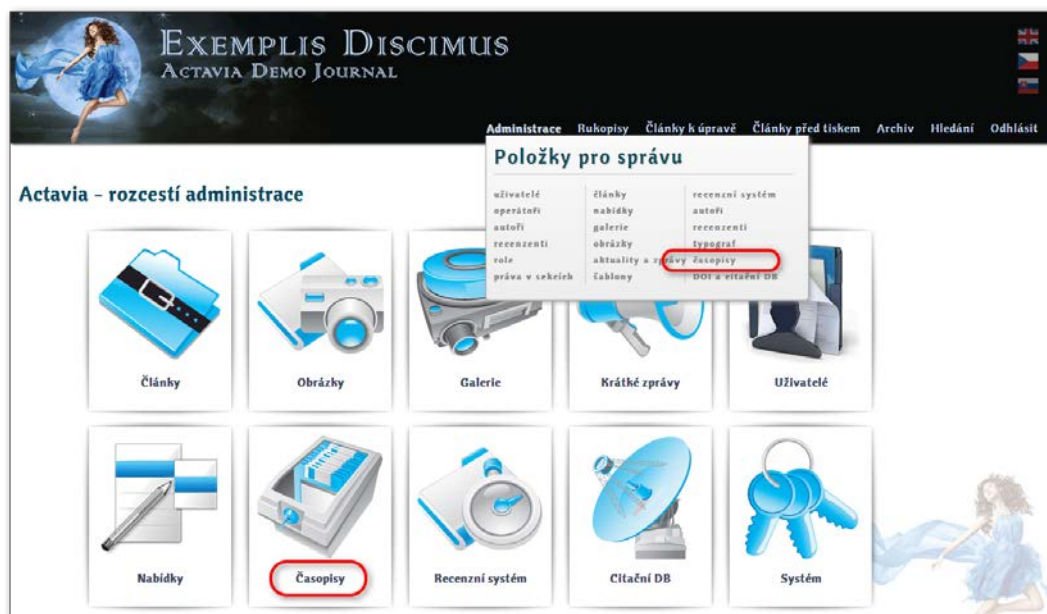 Exemplis Discimus
Actavia Demo Journal
Administrace Rukopisy Články k úpravě Články před tiskem Archiv Hledání Odhlásit
Položky pro správu
uživatelé články recenzní systém
operátoři nabídky autoři
autoři galerie recenzenti
recenzenti obrázky typograf
role aktuality a zprávy časopisy
práva v sekcích šablony DOI a citační DB
Actavia - rozcestí administrace
Články Obrázky Galerie Krátké zprávy Uživatelé
Nabídky Časopisy Recenzní systém Citační DB Systém